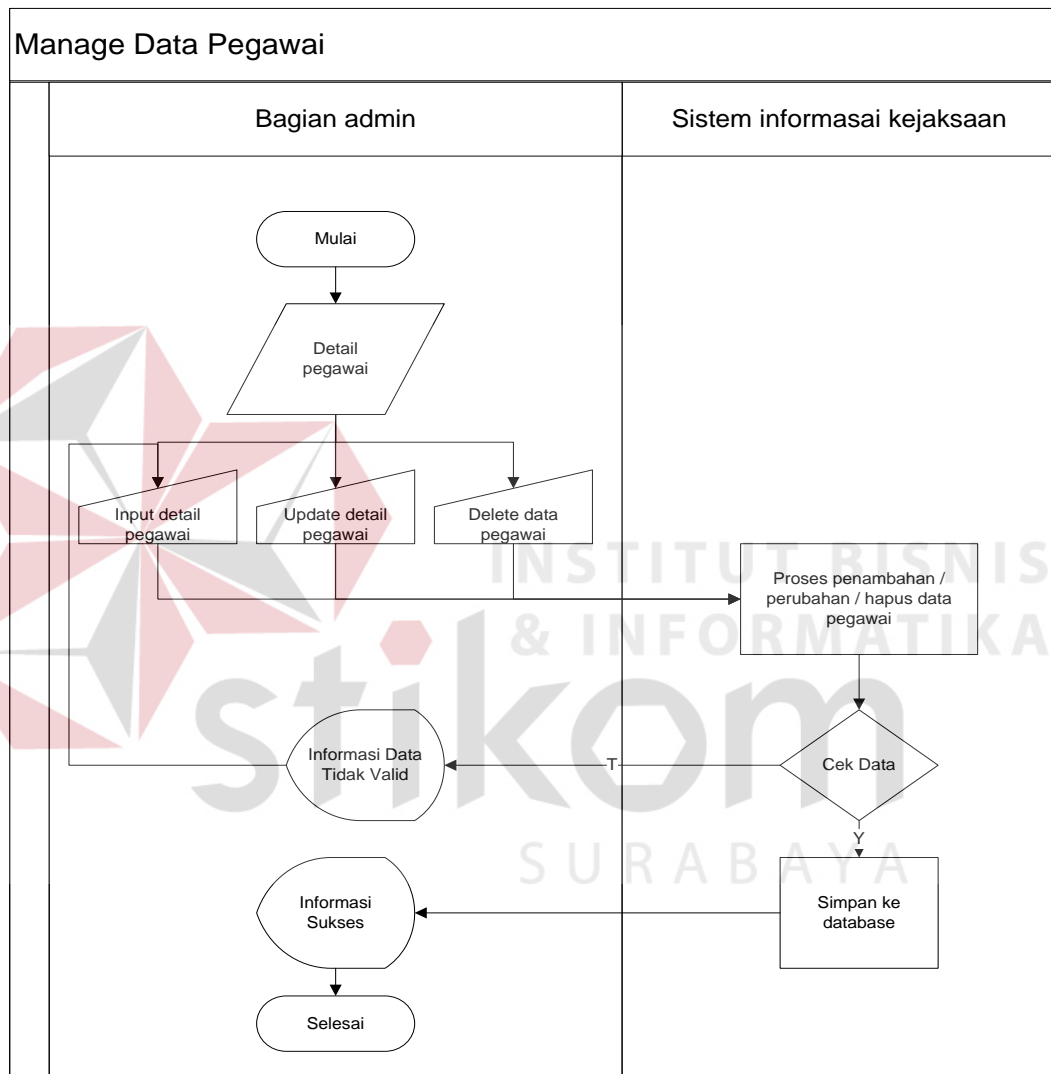 Manage Data Pegawai
Bagian admin
Sistem informasai kejaksaan
Mulai
Detail
pegawai
Input detail
pegawai
Update detail
pegawai
Delete data
pegawai
Proses penambahan /
perubahan / hapus data
pegawai
Cek Data
T
Informasi Data
Tidak Valid
Y
Simpan ke
database
Informasi
Sukses
Selesai
INSTITUT BISNIS
& INFORMATIKA
stikom
SURABAYA